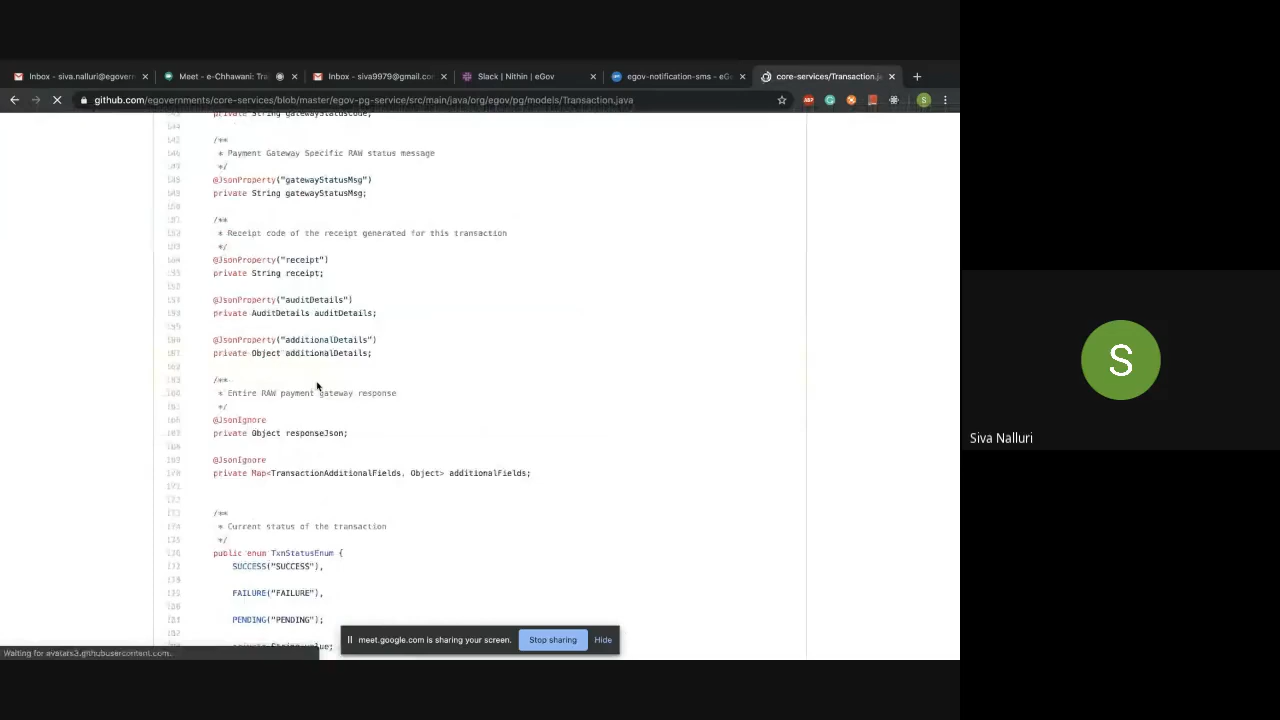 Inbox - siva.nalluri@egovern
Meet - e-Chhawani: Tra
Inbox - siva9979@gmail.co
Slack | Nithin | eGov
egov-notification-sms - eG
core-services/Transaction.j
github.com/egovernments/core-services/blob/master/egov-pg-service/src/main/java/org/egov/pg/models/Transaction.java
private String gatewayStatusCode;
/**
* Payment Gateway Specific RAW status message
*/
@JsonProperty("gatewayStatusMsg")
private String gatewayStatusMsg;
/**
* Receipt code of the receipt generated for this transaction
*/
@JsonProperty("receipt")
private String receipt;
@JsonProperty("auditDetails")
private AuditDetails auditDetails;
@JsonProperty("additionalDetails")
private Object additionalDetails;
/**
* Entire RAW payment gateway response
*/
@JsonIgnore
private Object responseJson;
@JsonIgnore
private Map<TransactionAdditionalFields, Object> additionalFields;
/**
* Current status of the transaction
*/
public enum TxnStatusEnum {
SUCCESS("SUCCESS"),
FAILURE("FAILURE"),
PENDING("PENDING");
value;
meet.google.com is sharing your screen.
Stop sharing
Hide
Waiting for avatars3.githubusercontent.com...
S
Siva Nalluri